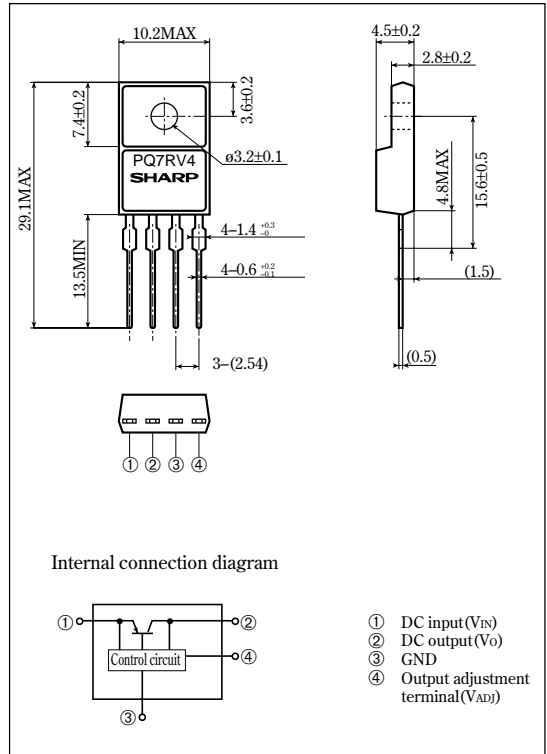 10.2MAX
4.5±0.2
2.8±0.2
7.4±0.2
3.6±0.2
29.1MAX
PQ7RV4
SHARP
ø3.2±0.1
4.8MAX
15.6±0.5
13.5MIN
4–1.4 +0.3 –0
4–0.6 +0.2 –0.1
(1.5)
3–(2.54)
(0.5)
① ② ③ ④
Internal connection diagram
①
②
Control circuit
④
③
① DC input(VIN)
② DC output(VO)
③ GND
④ Output adjustment
terminal(VADJ)